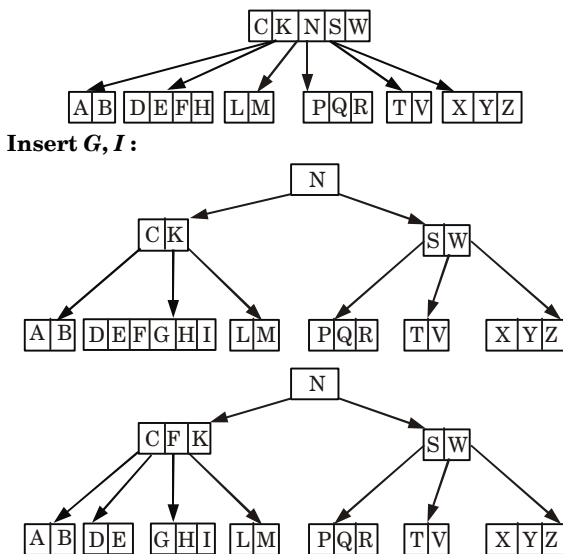 C K N S W
A B D E F H L M P Q R T V X Y Z
Insert G, I :
N
C K S W
A B D E F G H I L M P Q R T V X Y Z
N
C F K S W
A B D E G H I L M P Q R T V X Y Z